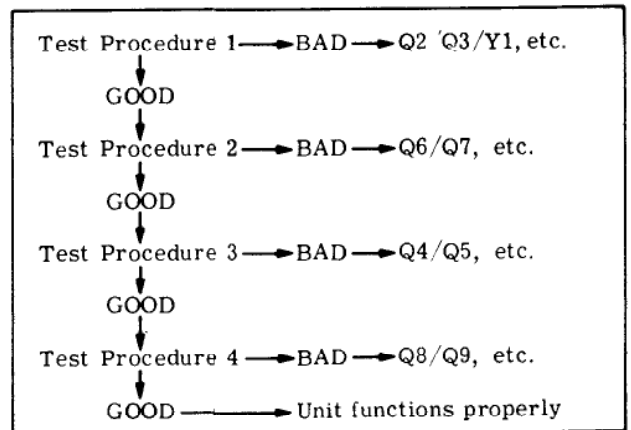 Test Procedure 1 BAD Q2 'Q3/Y1, etc.
GOOD
Test Procedure 2 BAD Q6/Q7, etc.
GOOD
Test Procedure 3 BAD Q4/Q5, etc.
GOOD
Test Procedure 4 BAD Q8/Q9, etc.
GOOD Unit functions properly